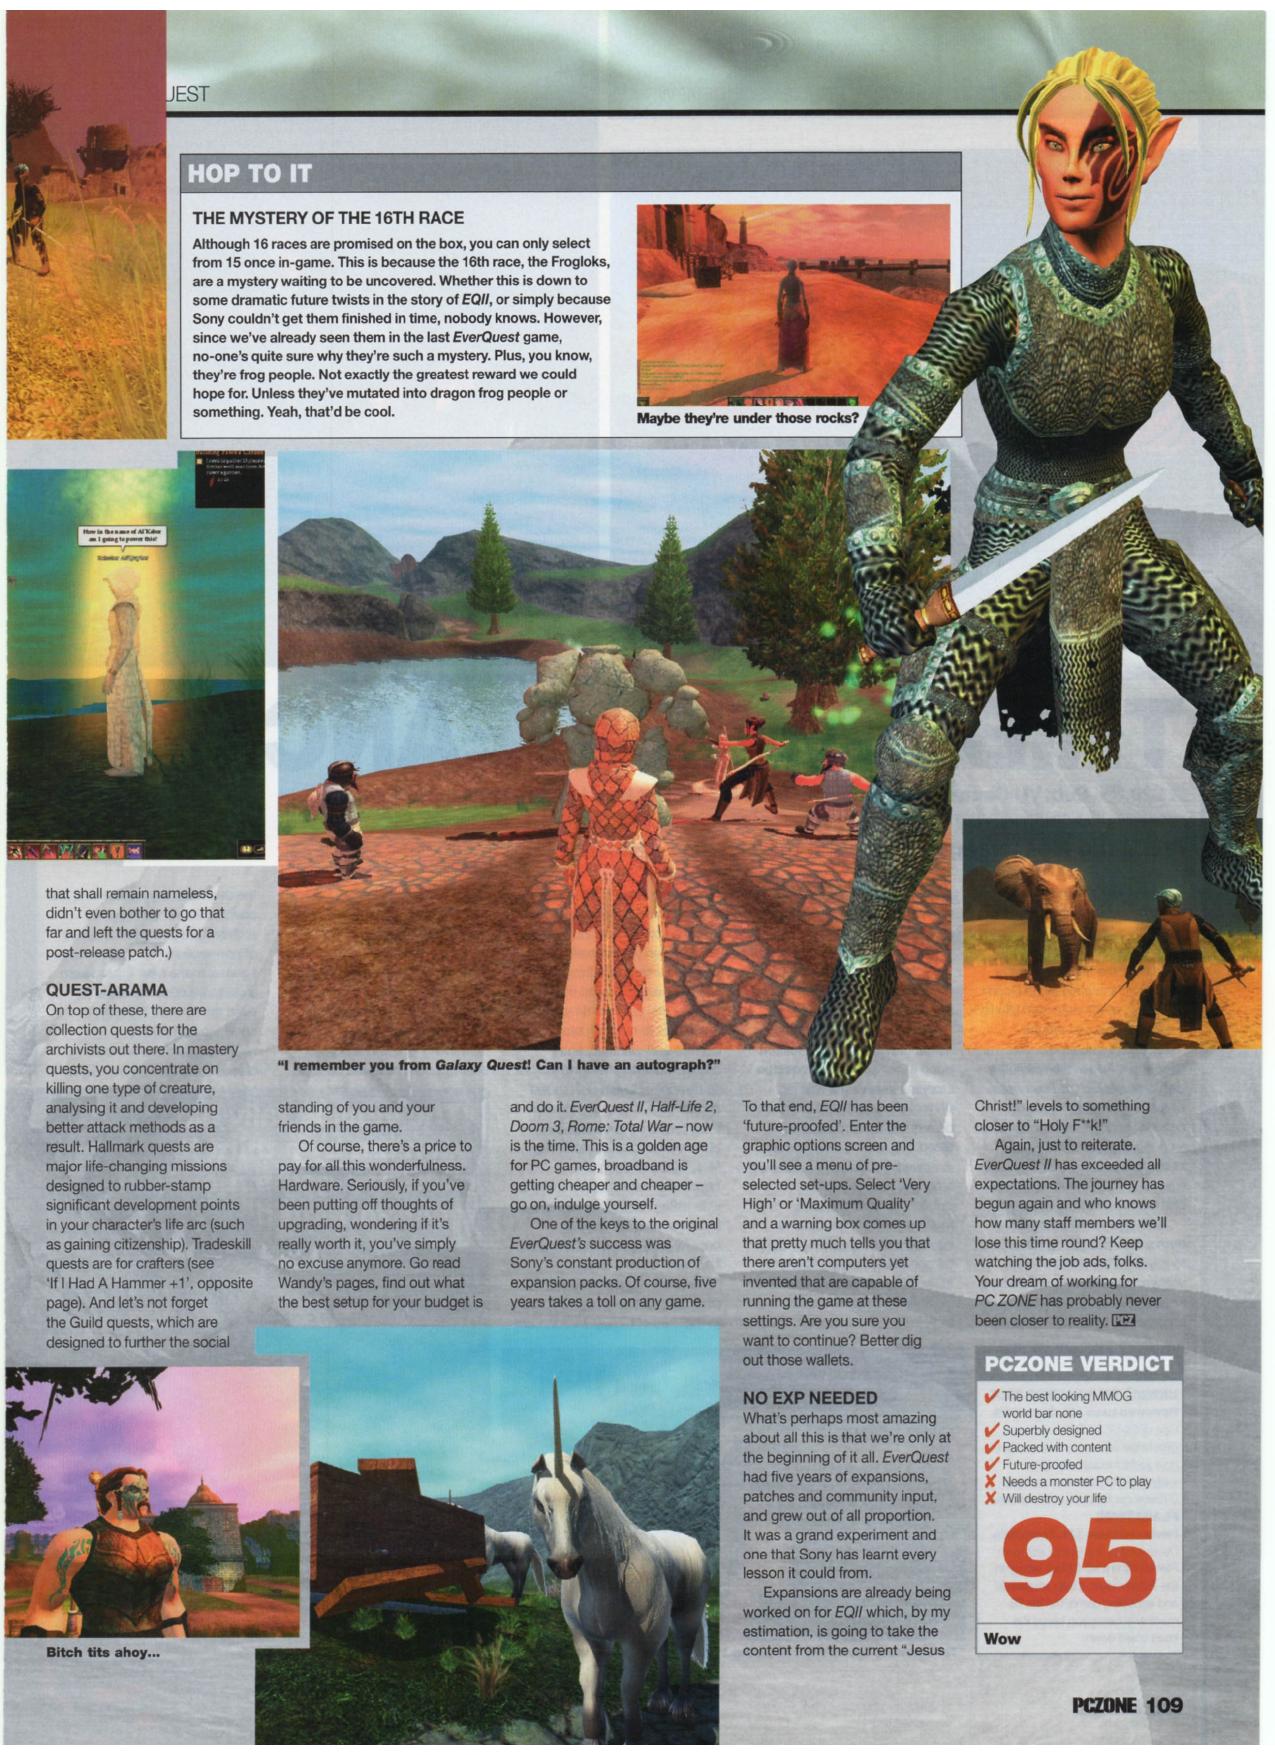 UEST
HOP TO IT
THE MYSTERY OF THE 16TH RACE
Although 16 races are promised on the box, you can only select
from 15 once in-game. This is because the 16th race, the Frogloks,
are a mystery waiting to be uncovered. Whether this is down to
some dramatic future twists in the story of EQII, or simply because
Sony couldn't get them finished in time, nobody knows. However,
since we've already seen them in the last EverQuest game,
no-one's quite sure why they're such a mystery. Plus, you know,
they're frog people. Not exactly the greatest reward we could
hope for. Unless they've mutated into dragon frog people or
something. Yeah, that'd be cool.
Maybe they're under those rocks?
How in the name of Al'Kabor
am I going to power this?
"I remember you from Galaxy Quest! Can I have an autograph?"
that shall remain nameless,
didn't even bother to go that
far and left the quests for a
post-release patch.)
QUEST-ARAMA
On top of these, there are
collection quests for the
archivists out there. In mastery
quests, you concentrate on
killing one type of creature,
analysing it and developing
better attack methods as a
result. Hallmark quests are
major life-changing missions
designed to rubber-stamp
significant development points
in your character's life arc (such
as gaining citizenship). Tradeskill
quests are for crafters (see
'If I Had A Hammer +1', opposite
page). And let's not forget
the Guild quests, which are
designed to further the social
standing of you and your
friends in the game.
Of course, there's a price to
pay for all this wonderfulness.
Hardware. Seriously, if you've
been putting off thoughts of
upgrading, wondering if it's
really worth it, you've simply
no excuse anymore. Go read
Wandy's pages, find out what
the best setup for your budget is
and do it. EverQuest II, Half-Life 2,
Doom 3, Rome: Total War – now
is the time. This is a golden age
for PC games, broadband is
getting cheaper and cheaper –
go on, indulge yourself.
One of the keys to the original
EverQuest's success was
Sony's constant production of
expansion packs. Of course, five
years takes a toll on any game.
To that end, EQII has been
'future-proofed'. Enter the
graphic options screen and
you'll see a menu of pre-
selected set-ups. Select 'Very
High' or 'Maximum Quality'
and a warning box comes up
that pretty much tells you that
there aren't computers yet
invented that are capable of
running the game at these
settings. Are you sure you
want to continue? Better dig
out those wallets.
NO EXP NEEDED
What's perhaps most amazing
about all this is that we're only at
the beginning of it all. EverQuest
had five years of expansions,
patches and community input,
and grew out of all proportion.
It was a grand experiment and
one that Sony has learnt every
lesson it could from.
Expansions are already being
worked on for EQII which, by my
estimation, is going to take the
content from the current "Jesus
Christ!" levels to something
closer to "Holy F**k!"
Again, just to reiterate.
EverQuest II has exceeded all
expectations. The journey has
begun again and who knows
how many staff members we'll
lose this time round? Keep
watching the job ads, folks.
Your dream of working for
PC ZONE has probably never
been closer to reality. PCZ
Bitch tits ahoy...
PCZONE VERDICT
✓ The best looking MMOG
world bar none
✓ Superbly designed
✓ Packed with content
✓ Future-proofed
✗ Needs a monster PC to play
✗ Will destroy your life
95
Wow
PCZONE 109